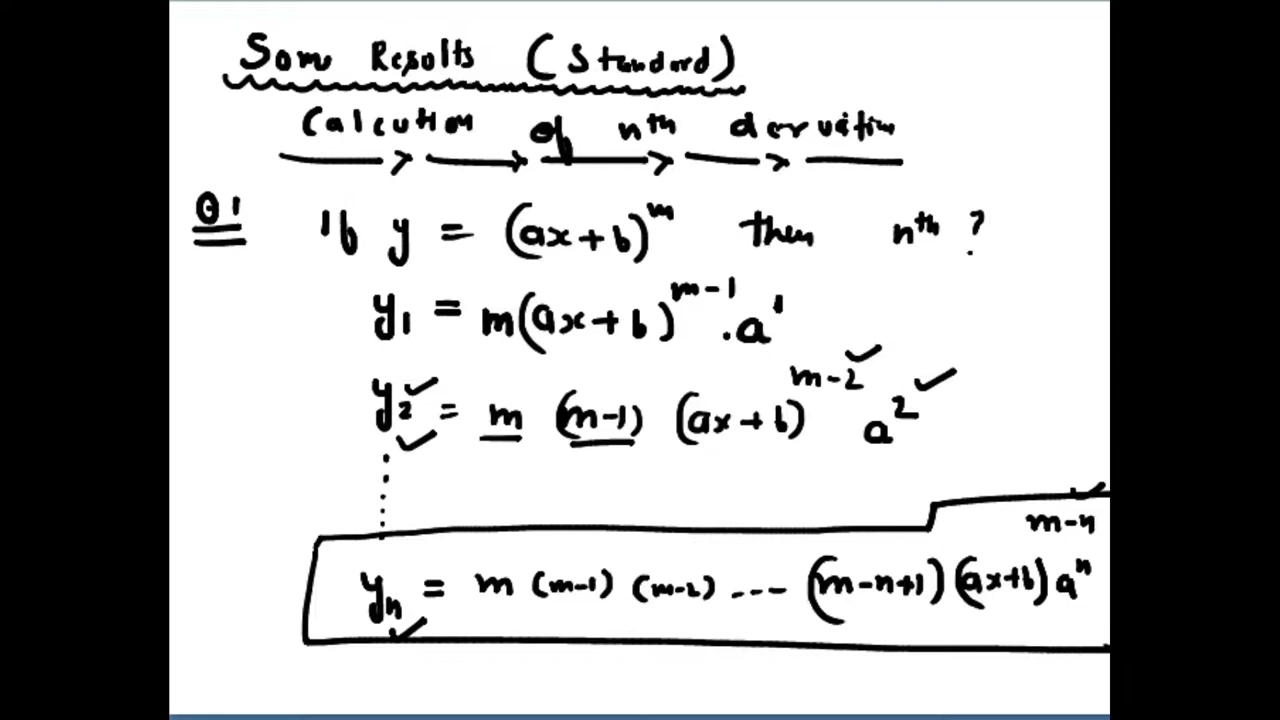 Som Results (Standard)
Calcution of nth dervation
Q1 If y = (ax+b)^m then nth ?
y₁ = m(ax+b)^m-1 . a^1
y₂ = m (m-1) (ax+b)^m-2 a^2
yₙ = m (m-1) (m-2) ---- (m-n+1) (ax+b)^m-n a^n